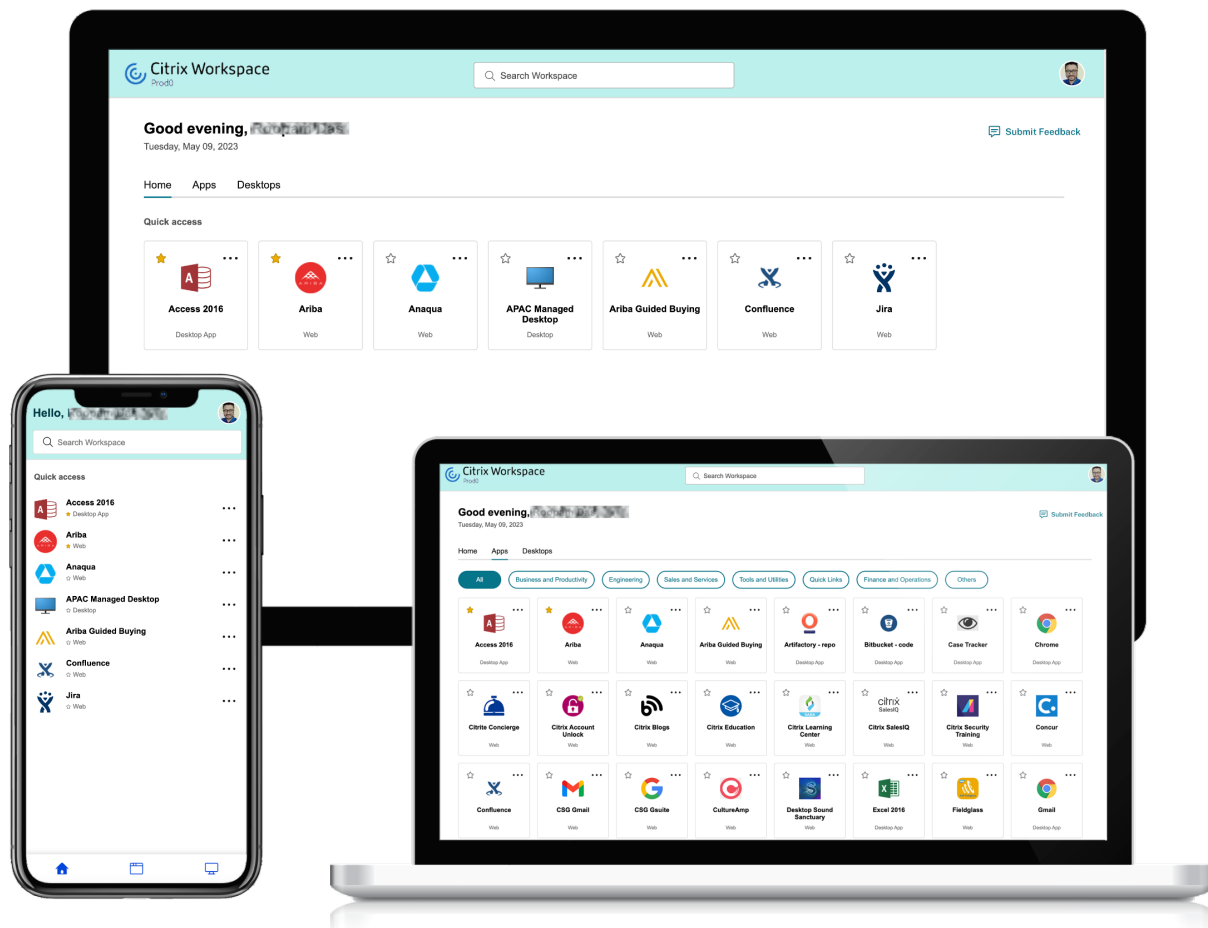 Citrix Workspace
Prod0
Search Workspace
Good evening,
Tuesday, May 09, 2023
Submit Feedback
Home Apps Desktops
Quick access
A
ARIBA
Access 2016 Ariba Anaqua APAC Managed Desktop Ariba Guided Buying Confluence Jira
Desktop App Web Web Desktop Web Web Web
Hello,
Search Workspace
Quick access
A
Access 2016
Desktop App
Ariba
Web
Anaqua
Web
APAC Managed Desktop
Desktop
Ariba Guided Buying
Web
Confluence
Web
Jira
Web
Citrix Workspace
Prod0
Search Workspace
Good evening,
Tuesday, May 09, 2023
Submit Feedback
Home Apps Desktops
All Business and Productivity Engineering Sales and Services Tools and Utilities Quick Links Finance and Operations Others
A
Access 2016 Ariba Anaqua Ariba Guided Buying Artifactory - repo Bitbucket - code Case Tracker Chrome
Desktop App Web Web Web Desktop App Desktop App Desktop App Desktop App
citrix
SalesIQ
C.
Citrite Concierge Citrix Account Unlock Citrix Blogs Citrix Education Citrix Learning Center Citrix SalesIQ Citrix Security Training Concur
Web Web Web Web Web Web Web Web
G
C
S
X
Confluence CSG Gmail CSG Gsuite CultureAmp Desktop Sound Sanctuary Excel 2016 Fieldglass Gmail
Web Web Web Web Web Desktop App Web Desktop App